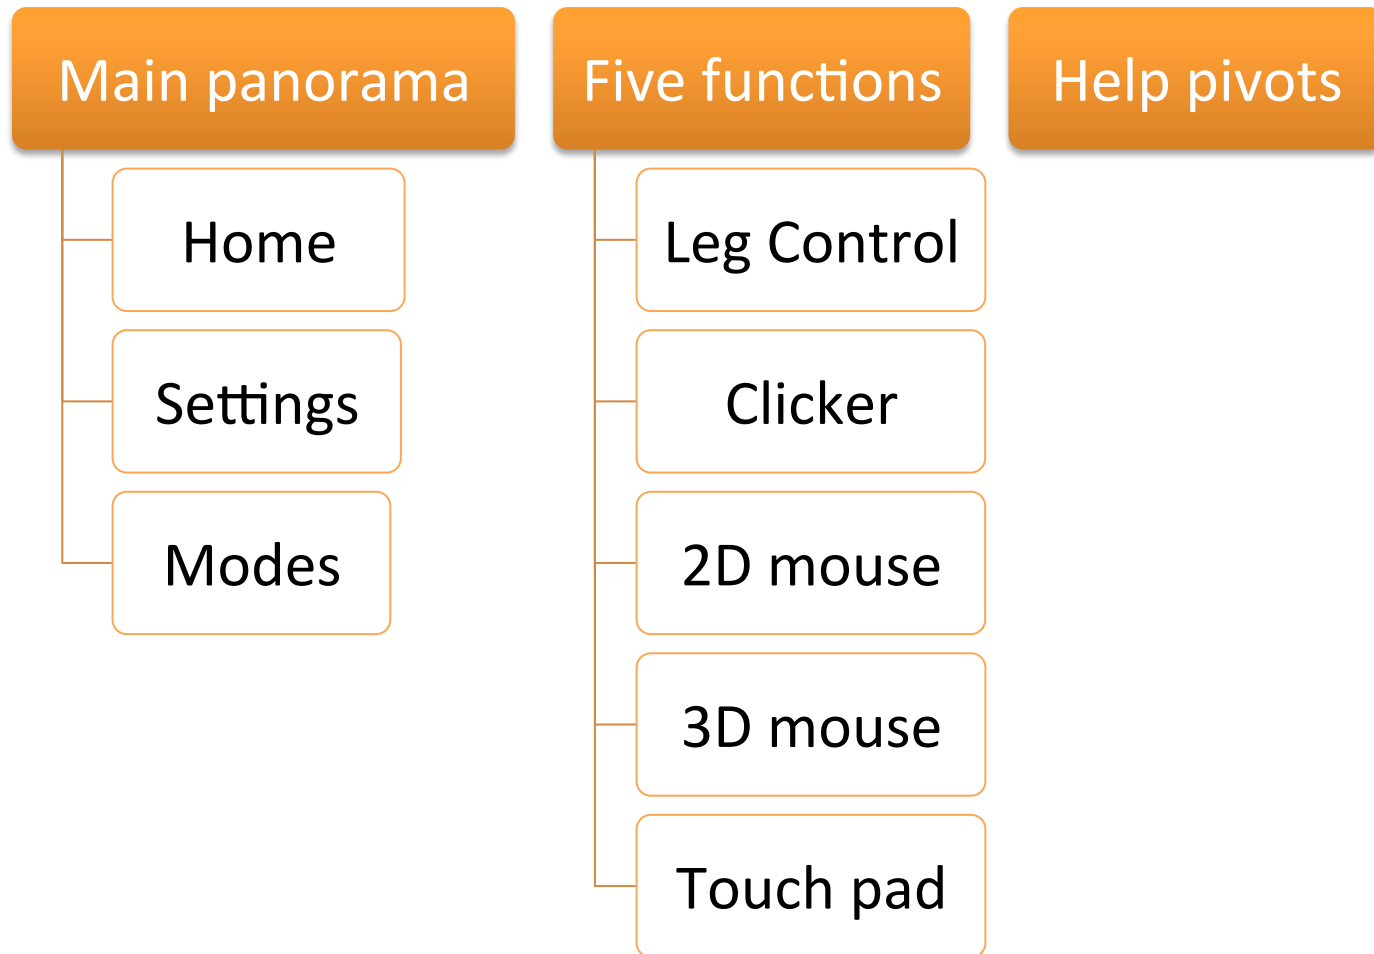 Main panorama
Home
Settings
Modes
Five functions
Leg Control
Clicker
2D mouse
3D mouse
Touch pad
Help pivots